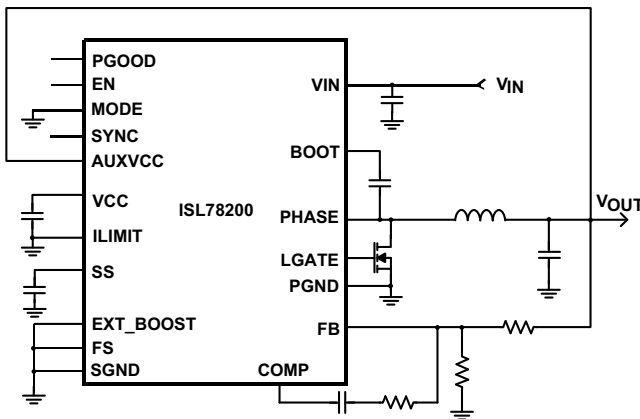 PGOOD
EN
MODE
SYNC
AUXVCC
VCC
ILIMIT
SS
EXT_BOOST
FS
SGND
ISL78200
VIN
BOOT
PHASE
LGATE
PGND
FB
COMP
VIN
VOUT